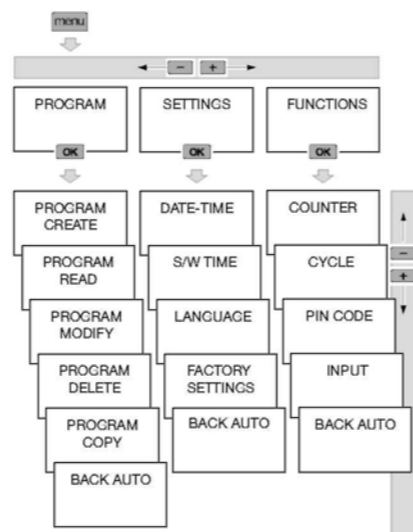 menu
− +
PROGRAM
SETTINGS
FUNCTIONS
OK
OK
OK
PROGRAM
CREATE
PROGRAM
READ
PROGRAM
MODIFY
PROGRAM
DELETE
PROGRAM
COPY
BACK AUTO
DATE-TIME
S/W TIME
LANGUAGE
FACTORY
SETTINGS
BACK AUTO
COUNTER
CYCLE
PIN CODE
INPUT
BACK AUTO
−
+